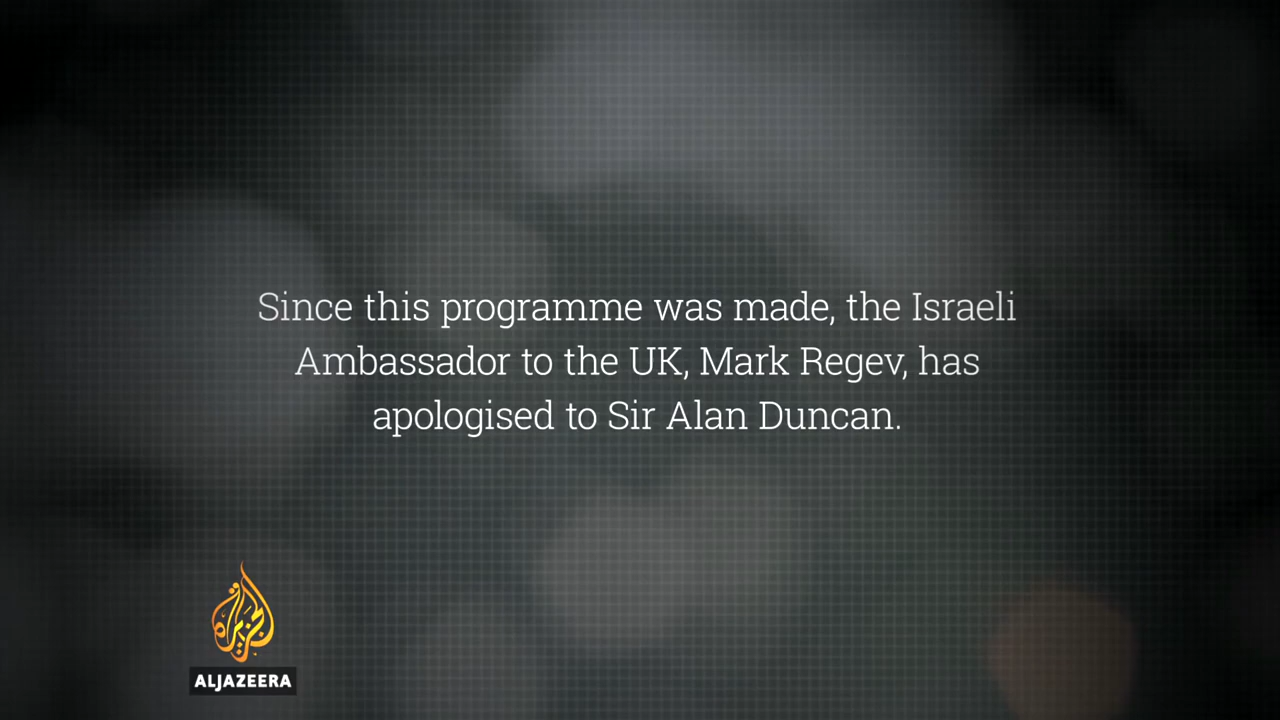 Since this programme was made, the Israeli
Ambassador to the UK, Mark Regev, has
apologised to Sir Alan Duncan.
الجزيرة
ALJAZEERA